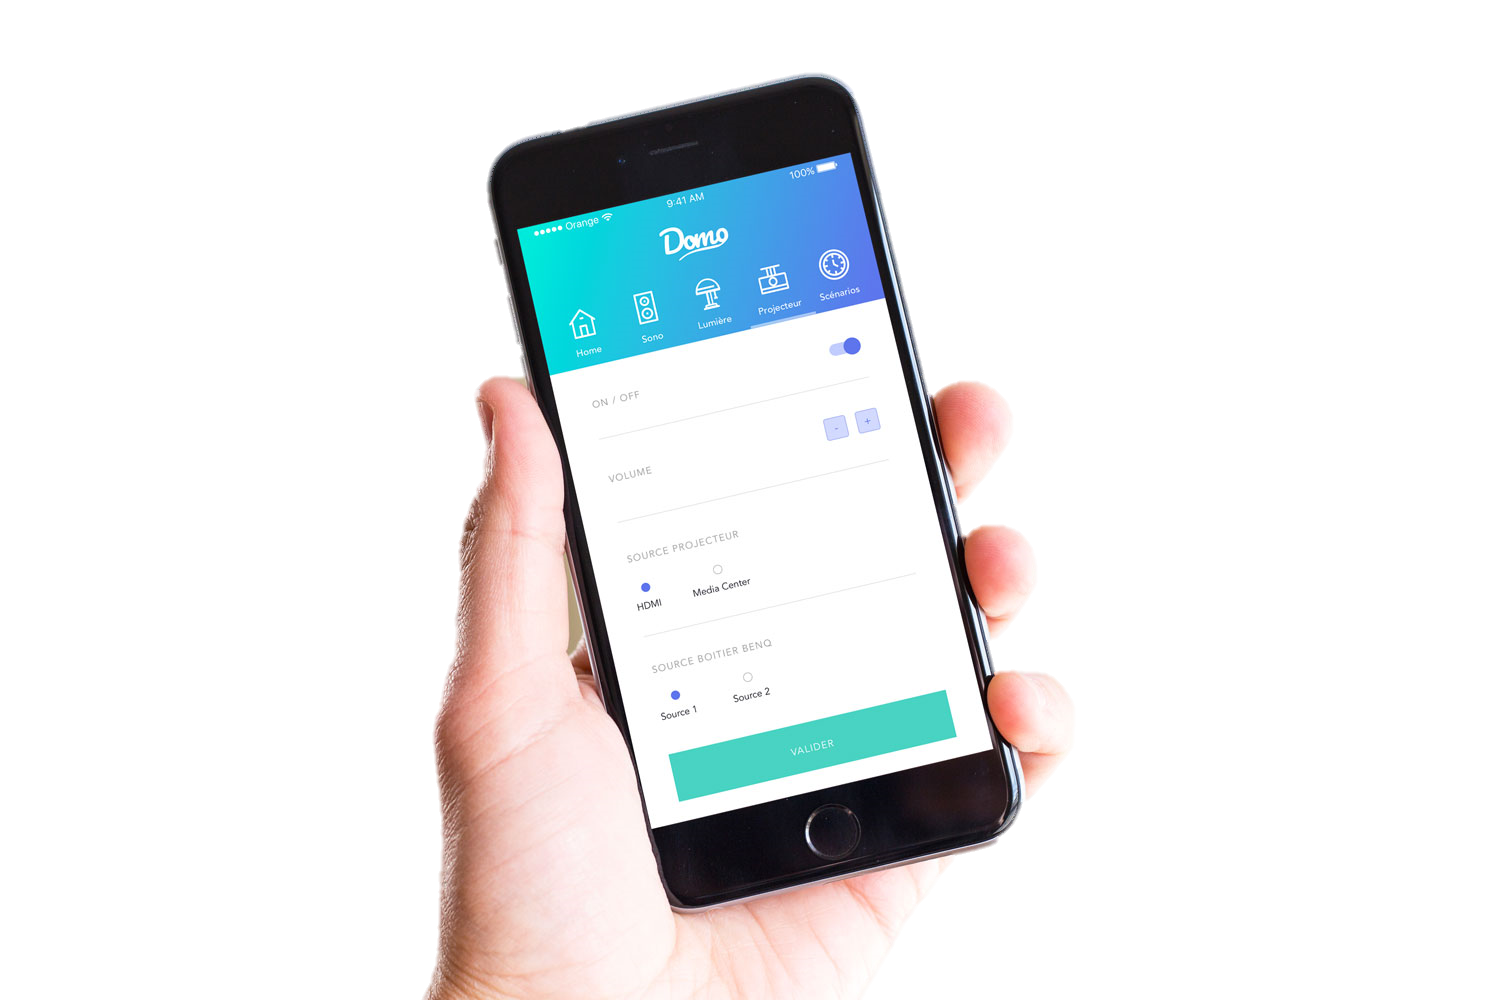 Orange
9:41 AM
100%
Domo
Home
Sono
Lumière
Projecteur
Scénarios
ON / OFF
VOLUME
- +
SOURCE PROJECTEUR
HDMI
Media Center
SOURCE BOITIER BENQ
Source 1
Source 2
VALIDER